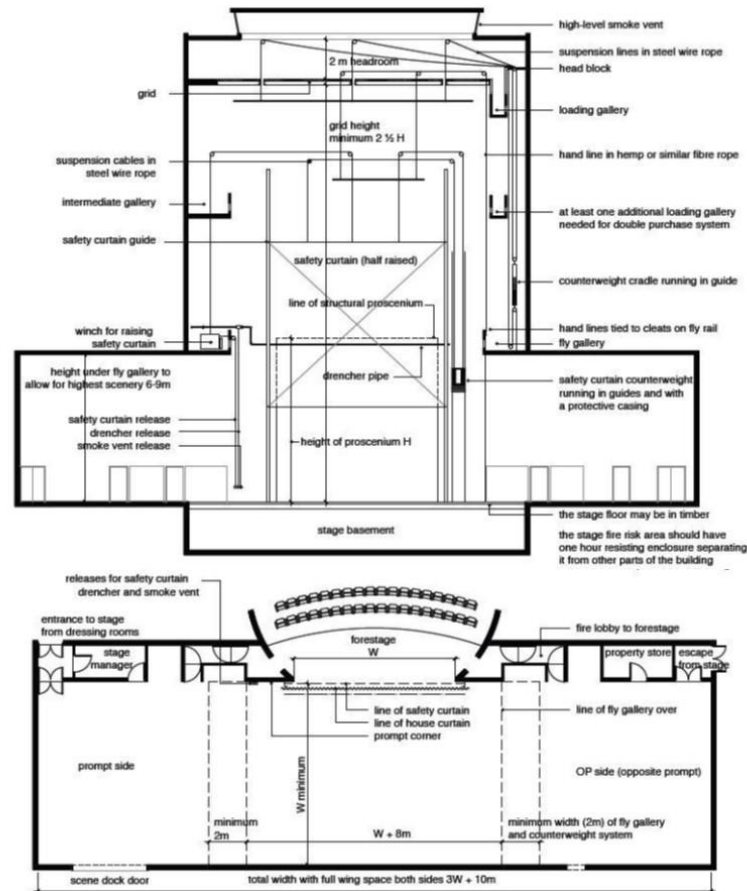 high-level smoke vent
suspension lines in steel wire rope
2 m headroom
head block
grid
loading gallery
grid height
minimum 2 ½ H
suspension cables in
steel wire rope
hand line in hemp or similar fibre rope
intermediate gallery
at least one additional loading gallery
needed for double purchase system
safety curtain guide
safety curtain (half raised)
counterweight cradle running in guide
line of structural proscenium
winch for raising
safety curtain
hand lines tied to cleats on fly rail
fly gallery
height under fly gallery to
allow for highest scenery 6-9m
drencher pipe
safety curtain counterweight
running in guides and with
a protective casing
safety curtain release
drencher release
smoke vent release
height of proscenium H
the stage floor may be in timber
stage basement
the stage fire risk area should have
one hour resisting enclosure separating
it from other parts of the building
releases for safety curtain
drencher and smoke vent
entrance to stage
from dressing rooms
stage
manager
forestage
W
fire lobby to forestage
property store
escape
from stage
line of safety curtain
line of house curtain
prompt corner
line of fly gallery over
prompt side
W minimum
OP side (opposite prompt)
minimum
2m
W + 8m
minimum width (2m) of fly gallery
and counterweight system
scene dock door
total width with full wing space both sides 3W + 10m